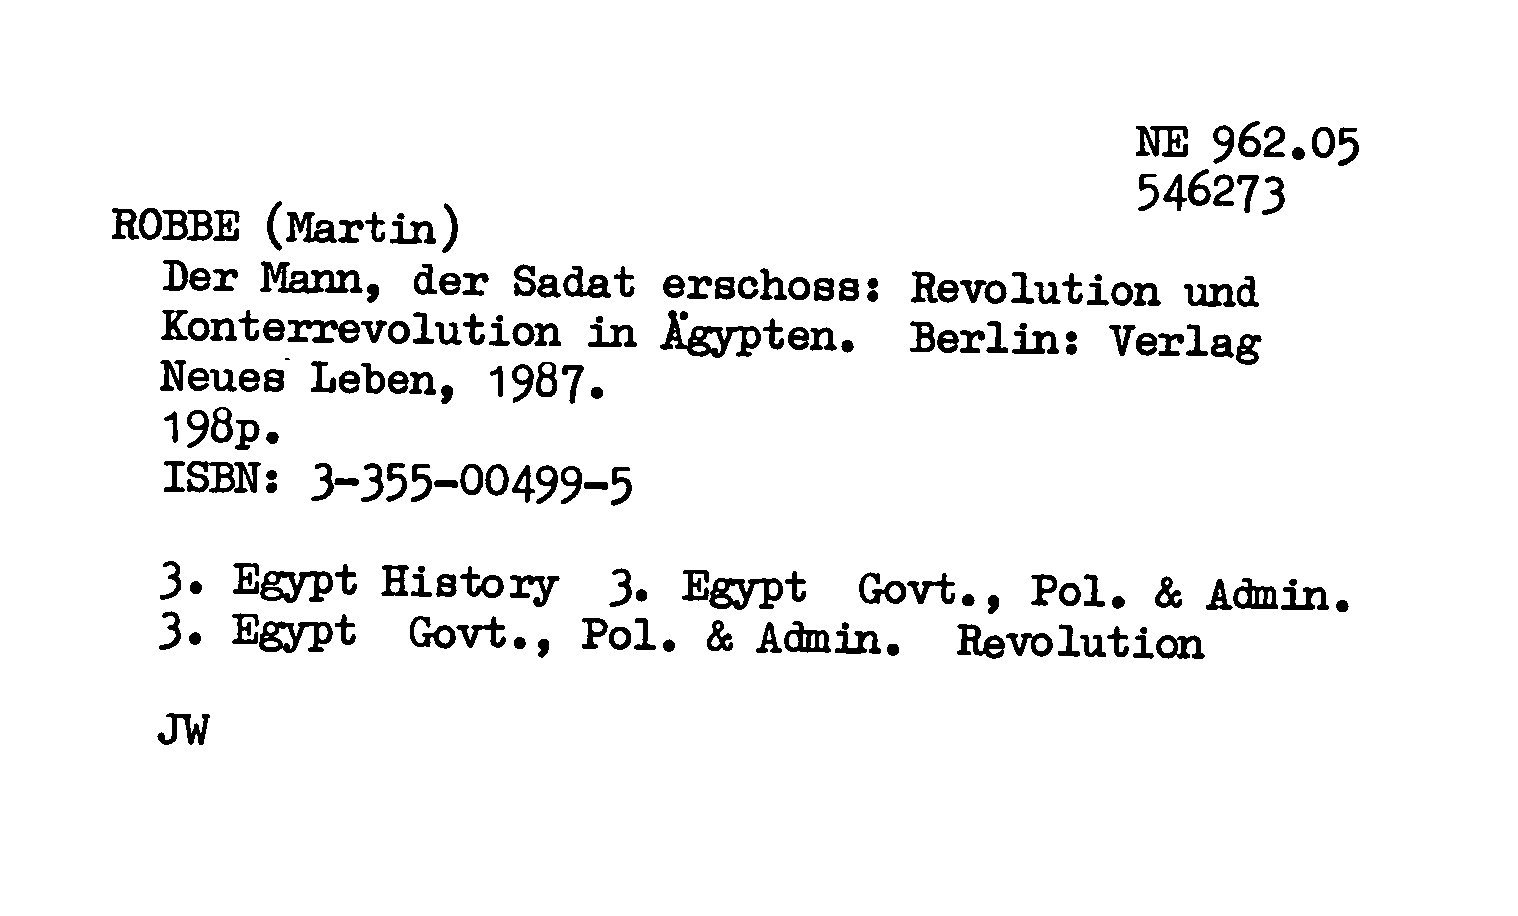 NE 962.05
546273
ROBBE (Martin)
Der Mann, der Sadat erschoss: Revolution und
Konterrevolution in Ägypten. Berlin: Verlag
Neues Leben, 1987.
198p.
ISBN: 3-355-00499-5
3. Egypt History 3. Egypt Govt., Pol. & Admin.
3. Egypt Govt., Pol. & Admin. Revolution
JW